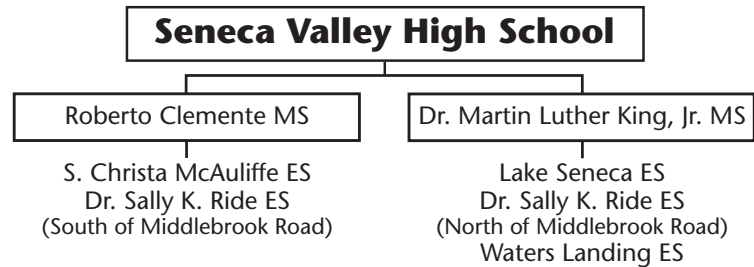 Seneca Valley High School
Roberto Clemente MS
S. Christa McAuliffe ES
Dr. Sally K. Ride ES
(South of Middlebrook Road)
Dr. Martin Luther King, Jr. MS
Lake Seneca ES
Dr. Sally K. Ride ES
(North of Middlebrook Road)
Waters Landing ES